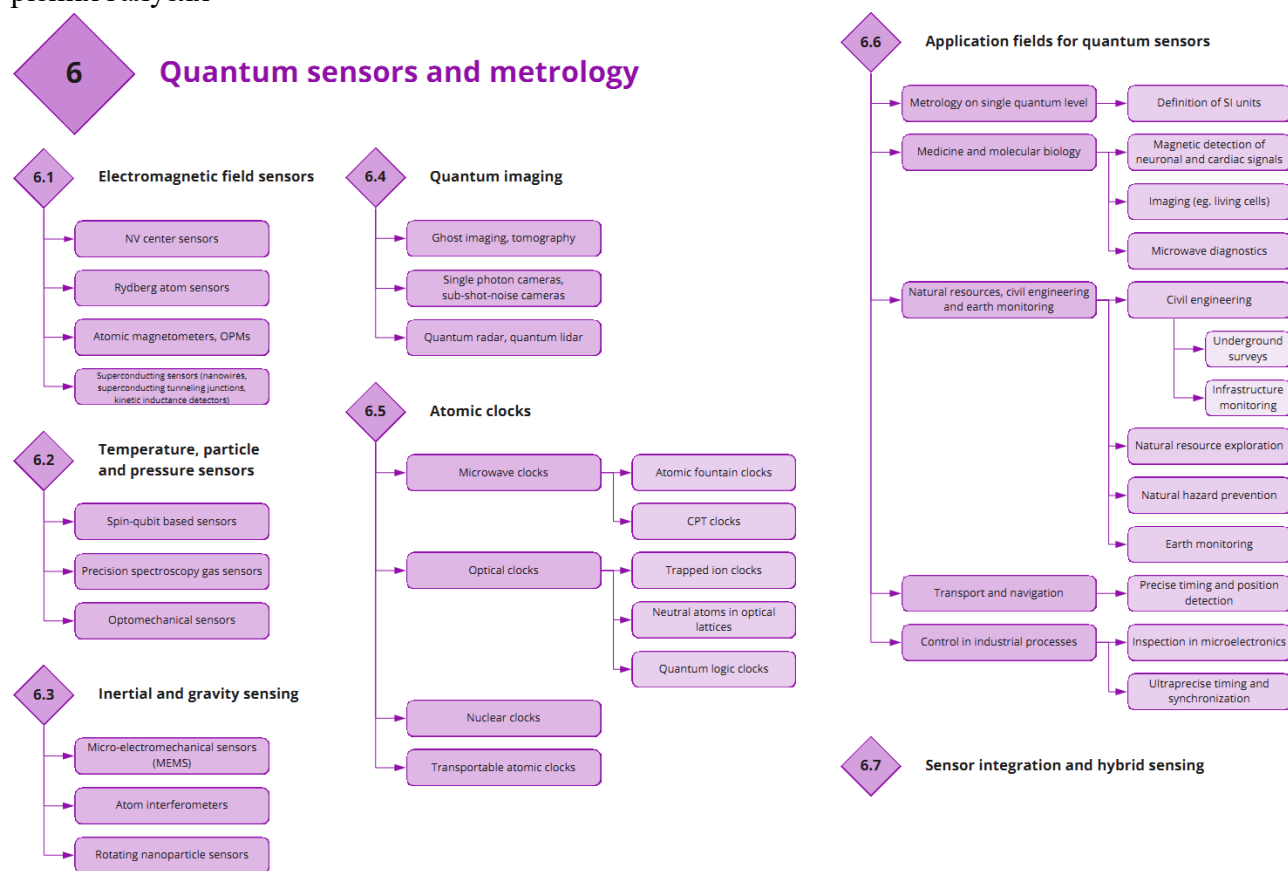 6
Quantum sensors and metrology
6.1
Electromagnetic field sensors
NV center sensors
Rydberg atom sensors
Atomic magnetometers, OPMs
Superconducting sensors (nanowires,
superconducting tunneling junctions,
kinetic inductance detectors)
6.2
Temperature, particle
and pressure sensors
Spin-qubit based sensors
Precision spectroscopy gas sensors
Optomechanical sensors
6.3
Inertial and gravity sensing
Micro-electromechanical sensors
(MEMS)
Atom interferometers
Rotating nanoparticle sensors
6.4
Quantum imaging
Ghost imaging, tomography
Single photon cameras,
sub-shot-noise cameras
Quantum radar, quantum lidar
6.5
Atomic clocks
Microwave clocks
Atomic fountain clocks
CPT clocks
Optical clocks
Trapped ion clocks
Neutral atoms in optical
lattices
Quantum logic clocks
Nuclear clocks
Transportable atomic clocks
6.6
Application fields for quantum sensors
Metrology on single quantum level
Definition of SI units
Medicine and molecular biology
Magnetic detection of
neuronal and cardiac signals
Imaging (eg. living cells)
Microwave diagnostics
Natural resources, civil engineering
and earth monitoring
Civil engineering
Underground
surveys
Infrastructure
monitoring
Natural resource exploration
Natural hazard prevention
Earth monitoring
Transport and navigation
Precise timing and position
detection
Control in industrial processes
Inspection in microelectronics
Ultraprecise timing and
synchronization
6.7
Sensor integration and hybrid sensing